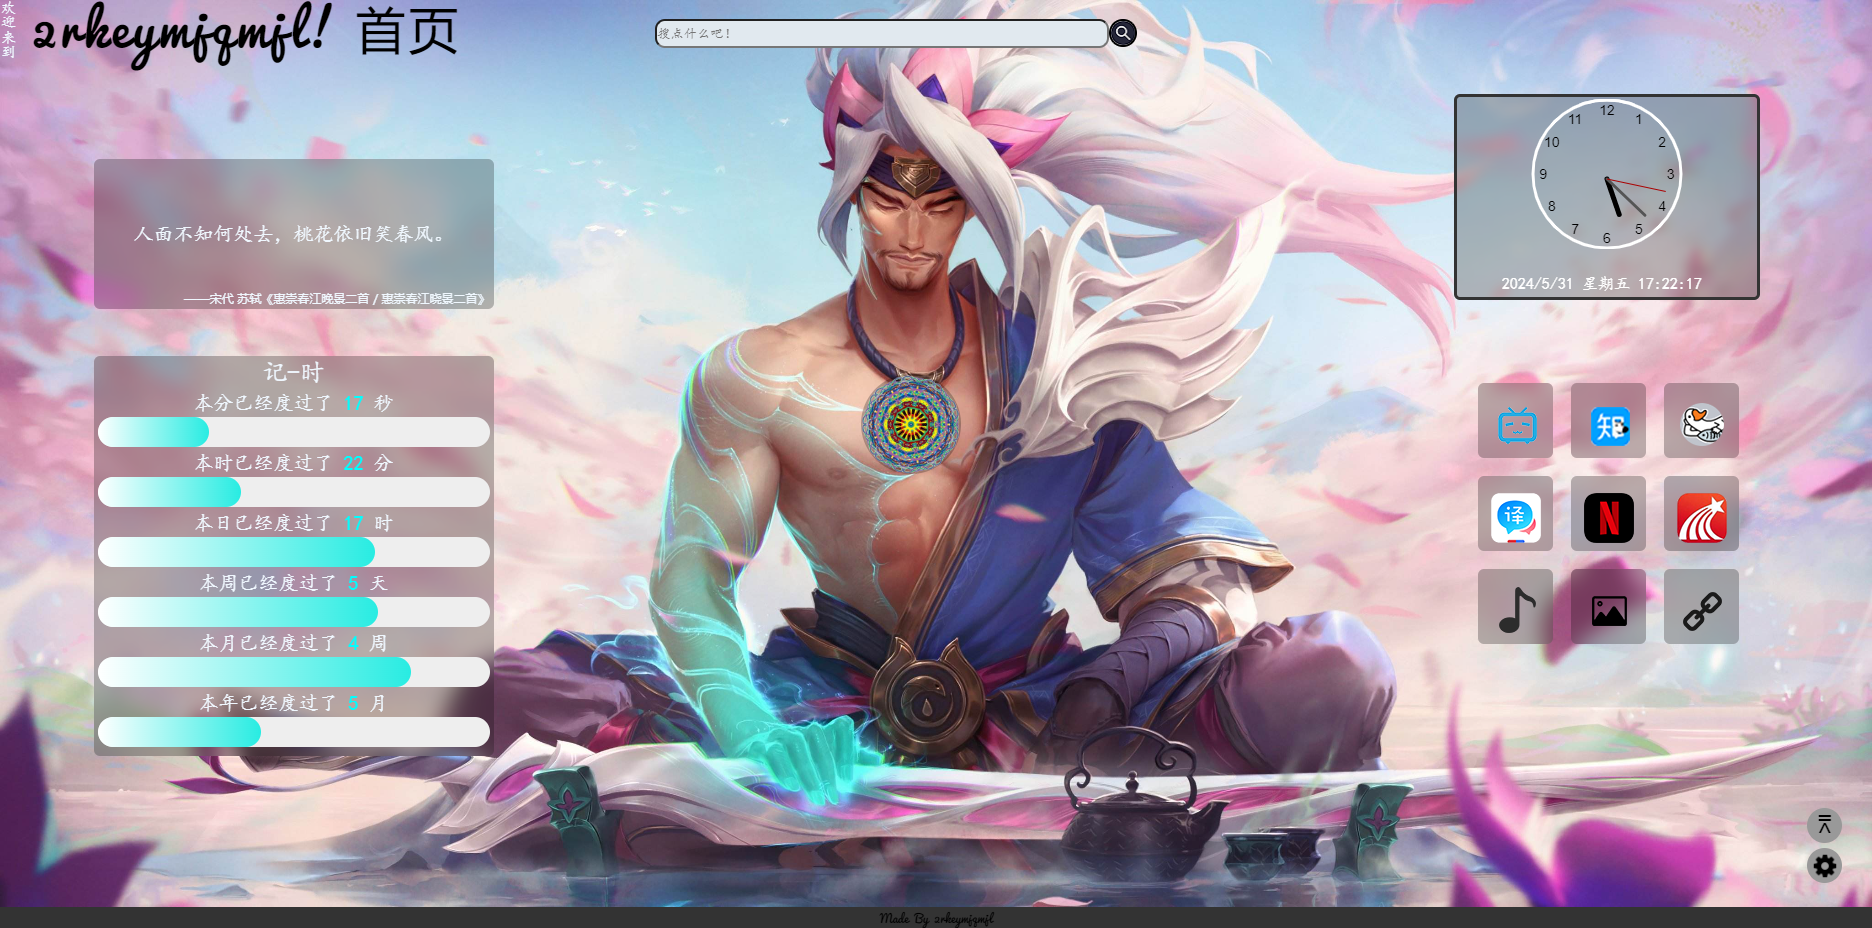 欢迎来到
2rkeymjqmjl! 首页
搜点什么吧！
人面不知何处去，桃花依旧笑春风。
——宋代 苏轼《惠崇春江晚景二首 / 惠崇春江晓景二首》
记-时
本分已经度过了 17 秒
本时已经度过了 22 分
本日已经度过了 17 时
本周已经度过了 5 天
本月已经度过了 4 周
本年已经度过了 5 月
12
11 1
10 2
9 3
8 4
7 5
6
2024/5/31 星期五 17:22:17
知
译
N
Made By 2rkeymjqmjl